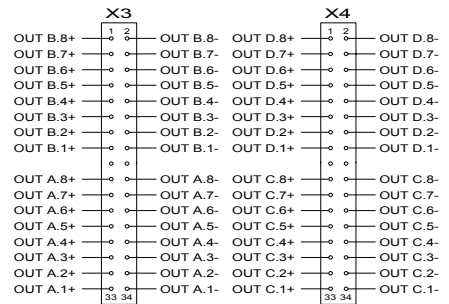 X3 X4
1 2 1 2
OUT B.8+ OUT B.8- OUT D.8+ OUT D.8-
OUT B.7+ OUT B.7- OUT D.7+ OUT D.7-
OUT B.6+ OUT B.6- OUT D.6+ OUT D.6-
OUT B.5+ OUT B.5- OUT D.5+ OUT D.5-
OUT B.4+ OUT B.4- OUT D.4+ OUT D.4-
OUT B.3+ OUT B.3- OUT D.3+ OUT D.3-
OUT B.2+ OUT B.2- OUT D.2+ OUT D.2-
OUT B.1+ OUT B.1- OUT D.1+ OUT D.1-
OUT A.8+ OUT A.8- OUT C.8+ OUT C.8-
OUT A.7+ OUT A.7- OUT C.7+ OUT C.7-
OUT A.6+ OUT A.6- OUT C.6+ OUT C.6-
OUT A.5+ OUT A.5- OUT C.5+ OUT C.5-
OUT A.4+ OUT A.4- OUT C.4+ OUT C.4-
OUT A.3+ OUT A.3- OUT C.3+ OUT C.3-
OUT A.2+ OUT A.2- OUT C.2+ OUT C.2-
OUT A.1+ OUT A.1- OUT C.1+ OUT C.1-
33 34 33 34